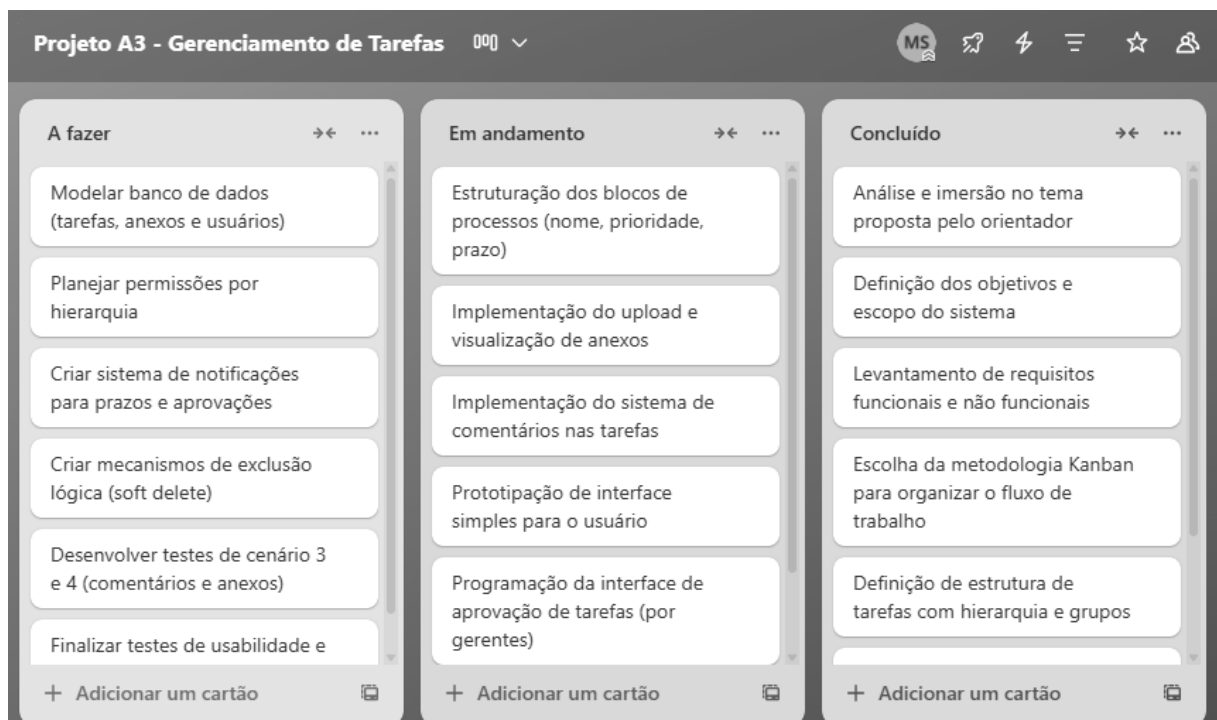 Projeto A3 - Gerenciamento de Tarefas
MS
A fazer
Modelar banco de dados
(tarefas, anexos e usuários)
Planejar permissões por
hierarquia
Criar sistema de notificações
para prazos e aprovações
Criar mecanismos de exclusão
lógica (soft delete)
Desenvolver testes de cenário 3
e 4 (comentários e anexos)
Finalizar testes de usabilidade e
+ Adicionar um cartão
Em andamento
Estruturação dos blocos de
processos (nome, prioridade,
prazo)
Implementação do upload e
visualização de anexos
Implementação do sistema de
comentários nas tarefas
Prototipação de interface
simples para o usuário
Programação da interface de
aprovação de tarefas (por
gerentes)
+ Adicionar um cartão
Concluído
Análise e imersão no tema
proposta pelo orientador
Definição dos objetivos e
escopo do sistema
Levantamento de requisitos
funcionais e não funcionais
Escolha da metodologia Kanban
para organizar o fluxo de
trabalho
Definição de estrutura de
tarefas com hierarquia e grupos
+ Adicionar um cartão